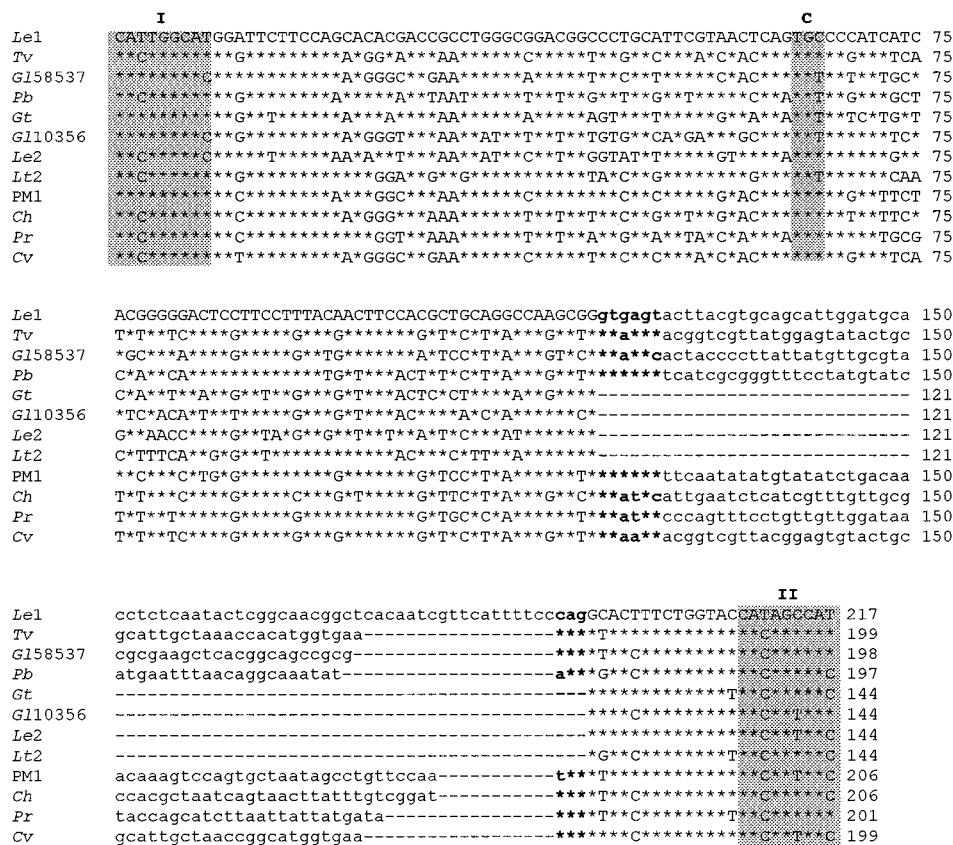 I C
Le1 CATTGGCATGGATTCTTCCAGCACACGACCGCCTGGGCGGACGGCCCTGCATTCGTAACTCAGTGCCCCATCATC 75
Tv **C********G*********A*GG*A***AA******C*****T**G**C***A*C*AC********G***TCA 75
Gl58537 ********C**G*********A*GGGC**GAA******C*****T**C*T***C****AC*****T**T**TGC* 75
Pb **C********G********A*****A**TAAT*****T**T**G**T**G**T*****C**A**T**G***GCT 75
Gt ***********G**T******A**A*****AA******A*****AGT***T*****G**A**A**T**TC*TG*T 75
Gl10356 ********C**G********A*GGGT***AA**AT**T**T**TGTG**CA*GA***GC*****T******TC* 75
Le2 **C*****C*****T*****AA*A**T***AA**AT**C**T**GGTAT*T*****GT****A*********G** 75
Lt2 **C********G************GGA**G**G***********TA*C**G*****G********T******CAA 75
PM1 ***********C********A***GGC***AA******C*****C**C*********GAC********G**TTCT 75
Ch **C********C*********A*GGG***AAA******T**T**T**C**G**T***GAC********T**TTC* 75
Pr **C********C************GGT**AAA******T**T**A**G**A**TA*C*A***A********TGCG 75
Cv **C********T*********A*GGGC**GAA******C*****T**C**C***A*C*AC********G***TCA 75
Le1 ACGGGGGACTCCTTCCTTTACAACTTCCACGCTGCAGGCCAAGCGGgtgagtacttacgtgcagcattggatgca 150
Tv T*T**TC****G*****G***G*******G*T*C*T*A***G**T***a***acggtcgttatggagtatactgc 150
Gl58537 *GC***A****G*****G**TG*******A*TCC*T*A***G**T***a**cactaccccttattatgttgcgta 150
Pb C*A**CA************TG*T***ACT*T*C*T*A***G**T******tcatcgcgggtttcctatgtatc 150
Gt C*A**T**A**T*****G***G*T***ACTC*CT****A**G****----------------------------- 121
Gl10356 *TC*ACA*T**T*****G***G*T***AC****A*C*A******C*----------------------------- 121
Le2 G**AACC****G**TA*G**G**T**T**A*T*C***AT*******----------------------------- 121
Lt2 C*TTTCA**G**G**T***********AC***C*TT**A*******----------------------------- 121
PM1 **C***C*TG*G*****G*******G**TCC*T*A***G**T******ttcaatatatgtatatctgacaa 150
Ch T*T***C****G*****C***G*T*****GTTC*T*A***G**C**at*cattgaatctcatcgtttgttgcg 150
Pr T*T**T*****G*****G*******G*TGC*C*A******T**at**cccagtttcctgttgttggataa 150
Cv T*T**TC****G*****G***G*******G*T*C*T*A***G**T**aa**acggtcgttacggagtgtactgc 150
II
Le1 cctctcaatactcggcaacggctcacaatcgttcattttcccagGCACTTTCTGGTACCATAGCCAT 217
Tv gcattgctaaccacatggtgaa------------------****T***************C****** 199
Gl58537 cgcgaagctcacggcagccgcg-------------------****T**C***********C****** 198
Pb atgaatttaacaggcaaatat--------------------a***G**C***********C*****C 197
Gt --------------------------------------------*************T**C*****C 144
Gl10356 --------------------------------------------****C***********C**T*** 144
Le2 --------------------------------------------****************C**T**C 144
Lt2 --------------------------------------------*G**C********T**C*****C 144
PM1 acaaagtccagtgctaatagcctgttccaa-----------t***T**************C**T**C 206
Ch ccacgctaatcagtaacttatttgtcggat-----------*******C***********C*****C 206
Pr taccagcatcttaattattatgata----------------****T**C***********C*****C 201
Cv gcattgctaaccggcatggtgaa------------------*******C***********C**T**C 199